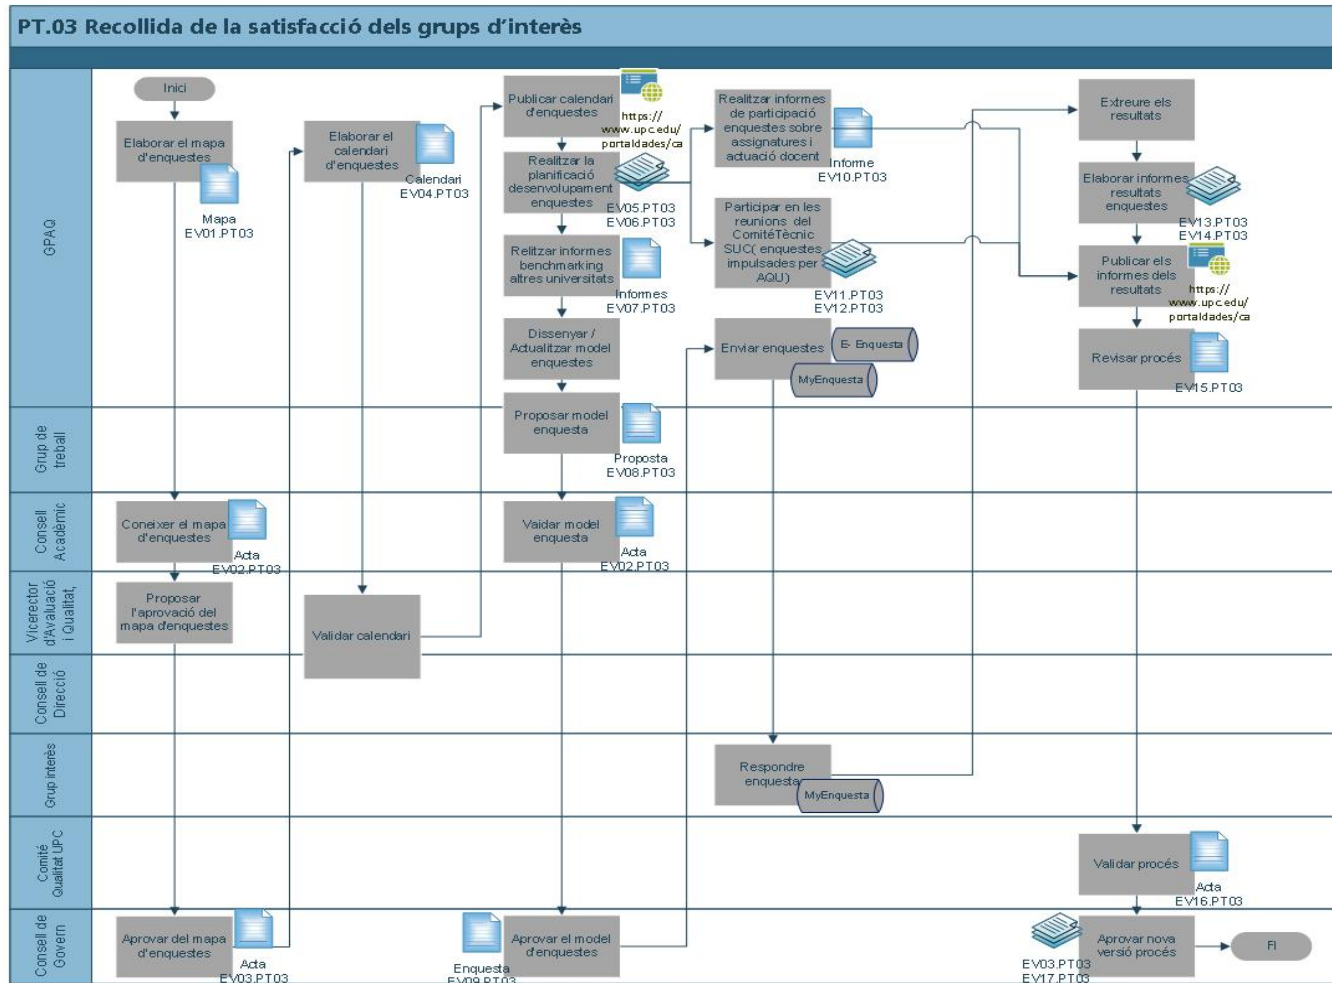 PT.03 Recollida de la satisfacció dels grups d'interès
GPAQ
Inici
Elaborar el mapa
d'enquestes
Mapa
EV01.PT03
Elaborar el
calendari
d'enquestes
Calendari
EV04.PT03
Publicar calendari
d'enquestes
https://
www.upc.edu/
portaldades/ca
Realitzar la
planificació
desenvolupament
enquestes
EV05.PT03
EV06.PT03
Relitzar informes
benchmarking
altres universitats
Informes
EV07.PT03
Dissenyar /
Actualitzar model
enquestes
Realitzar informes
de participació
enquestes sobre
assignatures i
actuació docent
Informe
EV10.PT03
Participar en les
reunions del
ComitéTècnic
SUC( enquestes
impulsades per
AQU)
EV11.PT03
EV12.PT03
Enviar enquestes
E- Enquesta
MyEnquesta
Extreure els
resultats
Elaborar informes
resultats
enquestes
EV13.PT03
EV14.PT03
Publicar els
informes dels
resultats
https://
www.upc.edu/
portaldades/ca
Revisar procés
EV15.PT03
Grup de
treball
Proposar model
enquesta
Proposta
EV08.PT03
Consell
Acadèmic
Coneixer el mapa
d'enquestes
Acta
EV02.PT03
Vaidar model
enquesta
Acta
EV02.PT03
Vicerector
d'Avaluació
i Qualitat,
Proposar
l'aprovació del
mapa d'enquestes
Validar calendari
Consell de
Direcció
Grup interès
Respondre
enquesta
MyEnquesta
Comité
Qualitat UPC
Validar procés
Acta
EV16.PT03
Consell de
Govern
Aprovar del mapa
d'enquestes
Acta
EV03.PT03
Enquesta
EV09.PT03
Aprovar el model
d'enquestes
EV03.PT03
EV17.PT03
Aprovar nova
versió procés
FI